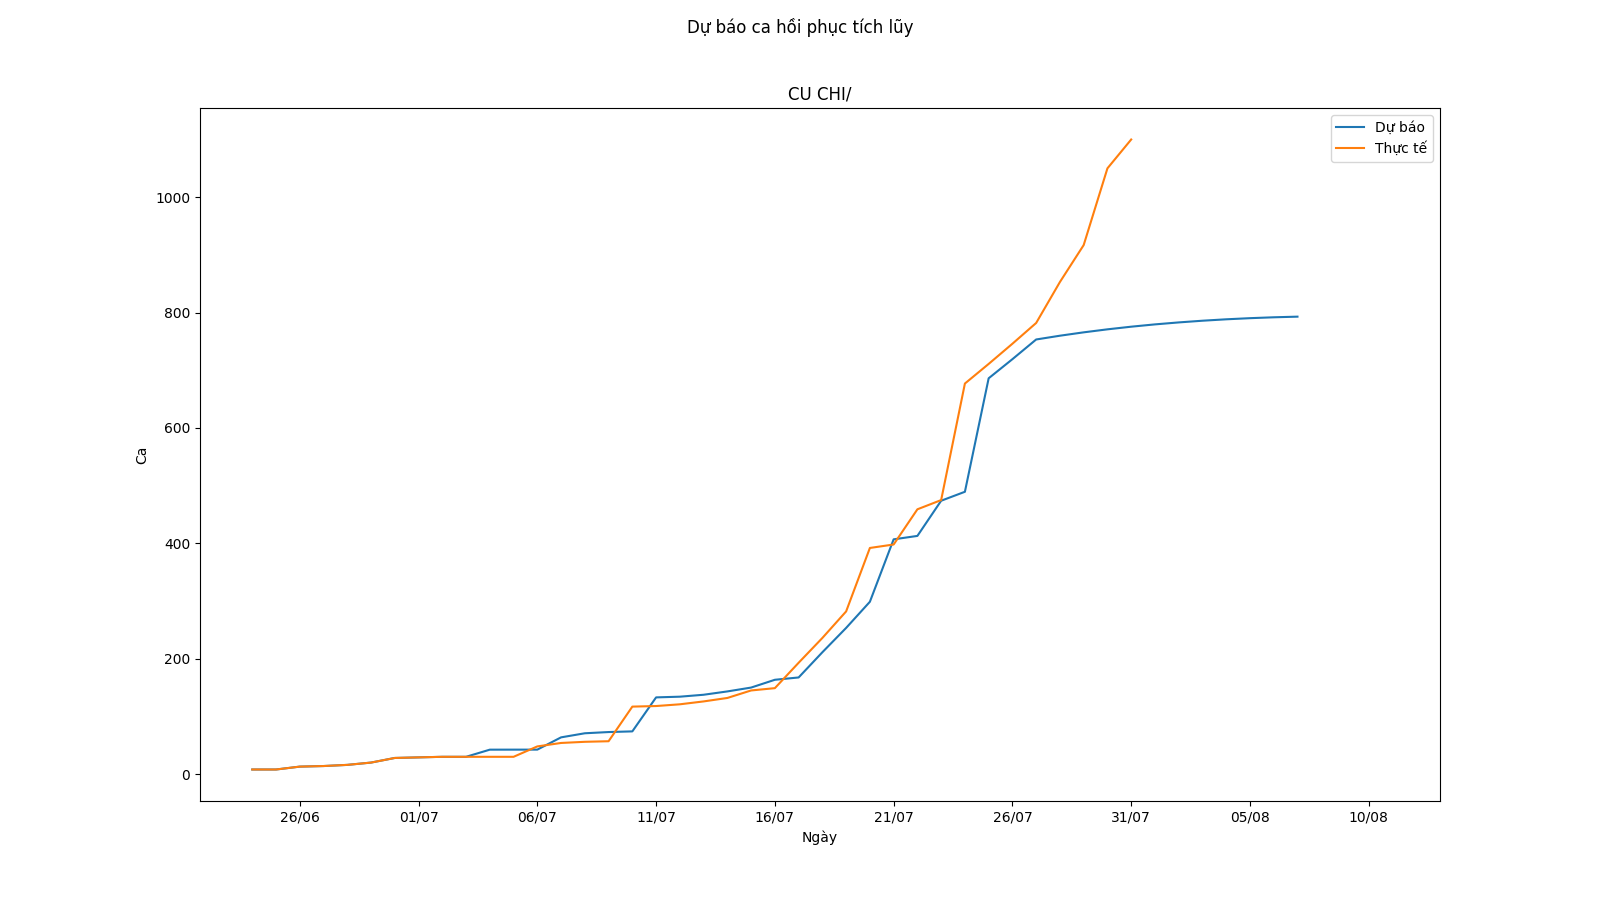 Dự báo ca hồi phục tích lũy
CU CHI/
Dự báo
Thực tế
1000
800
600
400
200
0
Ca
26/06 01/07 06/07 11/07 16/07 21/07 26/07 31/07 05/08 10/08
Ngày